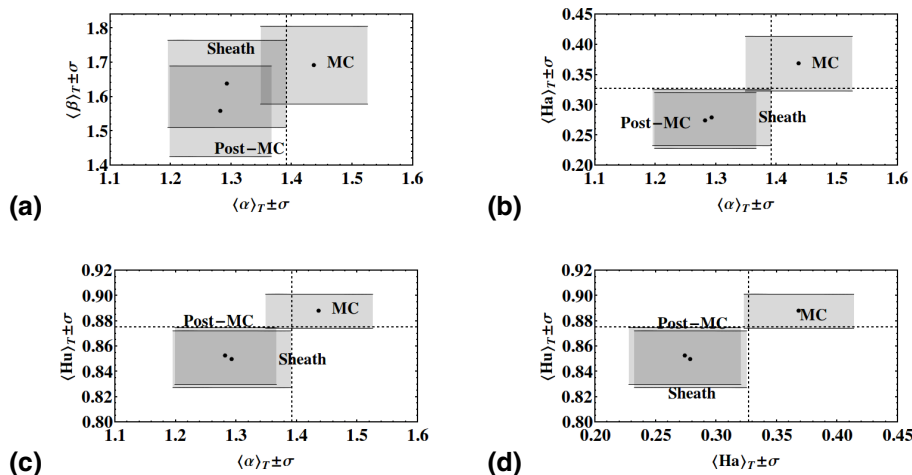 1.8
1.7
1.6
1.5
1.4
⟨β⟩T±σ
Sheath
MC
Post−MC
1.1 1.2 1.3 1.4 1.5 1.6
(a)
⟨α⟩T±σ
0.45
0.40
0.35
0.30
0.25
0.20
⟨Ha⟩T±σ
MC
Post−MC
Sheath
1.1 1.2 1.3 1.4 1.5 1.6
(b)
⟨α⟩T±σ
0.92
0.90
0.88
0.86
0.84
0.82
0.80
⟨Hu⟩T±σ
MC
Post−MC
Sheath
1.1 1.2 1.3 1.4 1.5 1.6
(c)
⟨α⟩T±σ
0.92
0.90
0.88
0.86
0.84
0.82
0.80
⟨Hu⟩T±σ
MC
Post−MC
Sheath
0.20 0.25 0.30 0.35 0.40 0.45
(d)
⟨Ha⟩T±σ